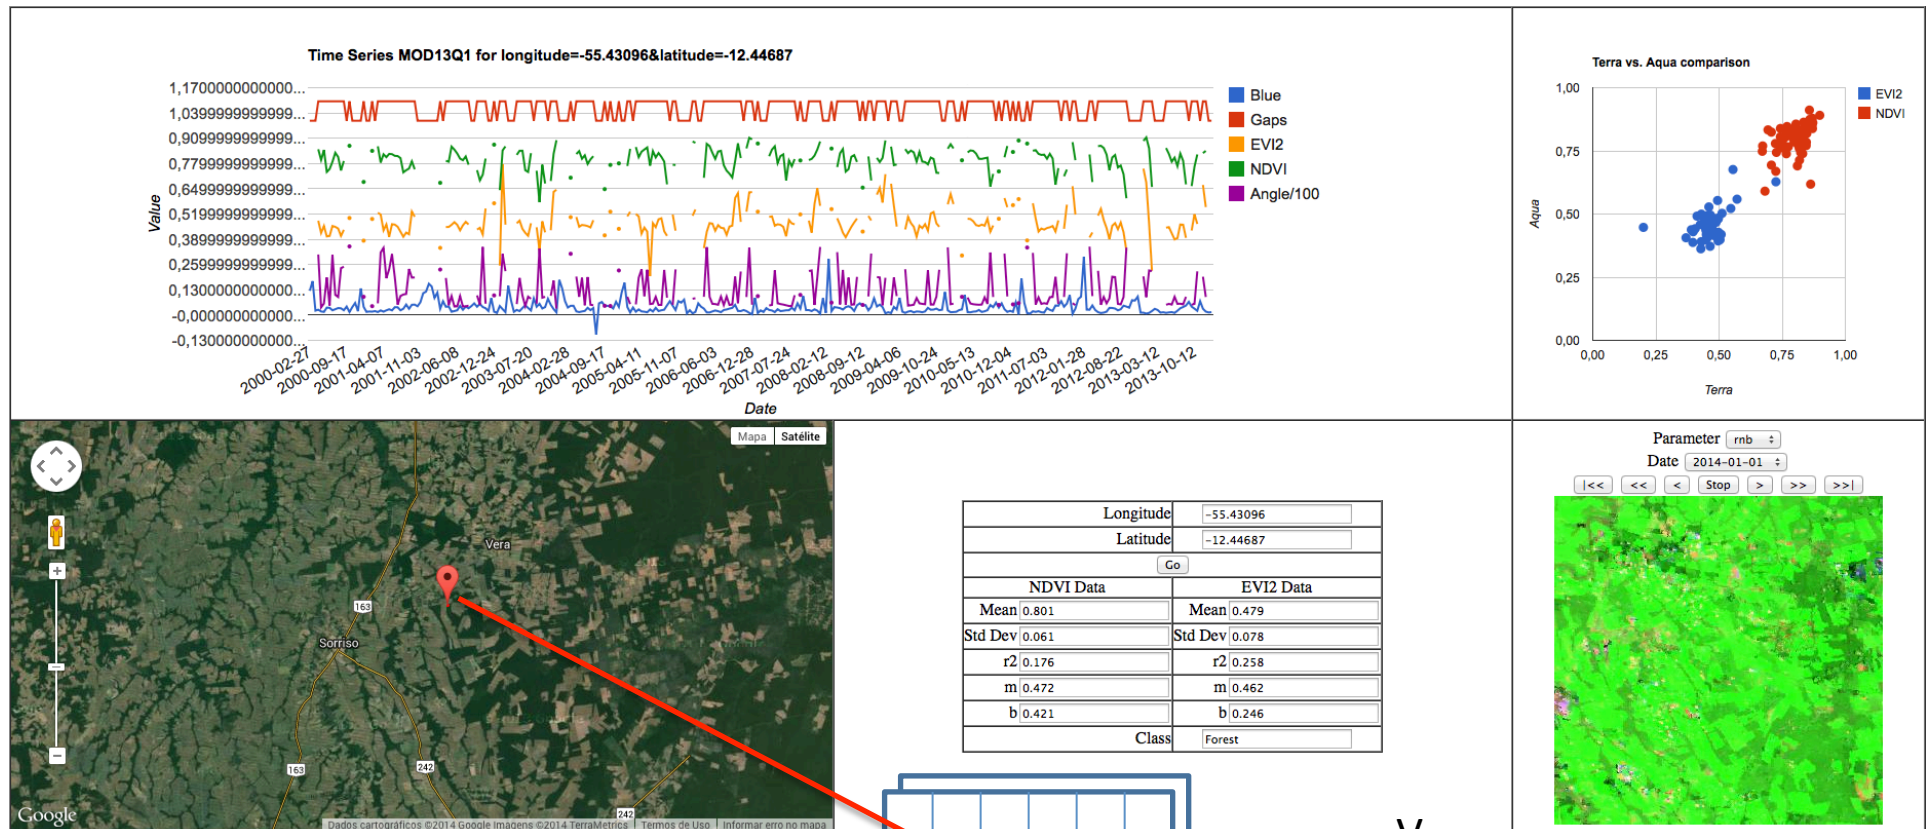 Time Series MOD13Q1 for longitude=-55.43096&latitude=-12.44687
1,1700000000000...
1,0399999999999...
0,9099999999999...
0,7799999999999...
0,6499999999999...
0,5199999999999...
0,3899999999999...
0,2599999999999...
0,1300000000000...
-0,000000000000...
-0,130000000000...
Value
2000-02-27
2000-09-17
2001-04-07
2001-11-03
2002-06-08
2002-12-24
2003-07-20
2004-02-28
2004-09-17
2005-04-11
2005-11-07
2006-06-03
2006-12-28
2007-07-24
2008-02-12
2008-09-12
2009-04-06
2009-10-24
2010-05-13
2010-12-04
2011-07-03
2012-01-28
2012-08-22
2013-03-12
2013-10-12
Date
Blue
Gaps
EVI2
NDVI
Angle/100
Terra vs. Aqua comparison
1,00
0,75
0,50
0,25
0,00
Aqua
0,00 0,25 0,50 0,75 1,00
Terra
EVI2
NDVI
Mapa Satélite
Vera
163
Sorriso
163
242
242
Google
Dados cartográficos ©2014 Google Imagens ©2014 TerraMetrics Termos de Uso Informar erro no mapa
Longitude -55.43096
Latitude -12.44687
Go
NDVI Data EVI2 Data
Mean 0.801 Mean 0.479
Std Dev 0.061 Std Dev 0.078
r2 0.176 r2 0.258
m 0.472 m 0.462
b 0.421 b 0.246
Class Forest
Parameter rnb
Date 2014-01-01
|<< << < Stop > >> >>|